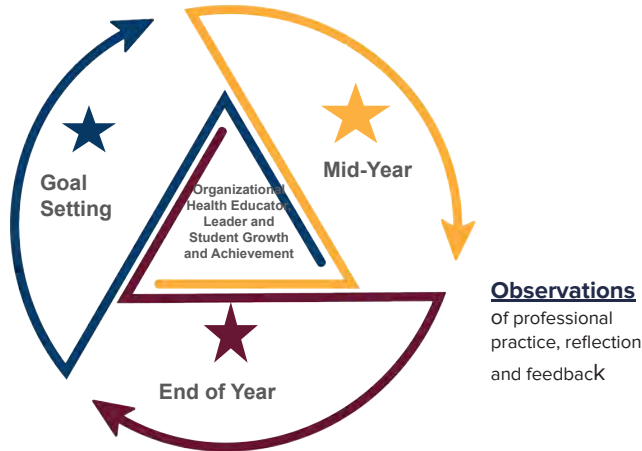 Goal
Setting
Mid-Year
Organizational
Health Educator,
Leader and
Student Growth
and Achievement
End of Year
Observations
of professional
practice, reflection
and feedback